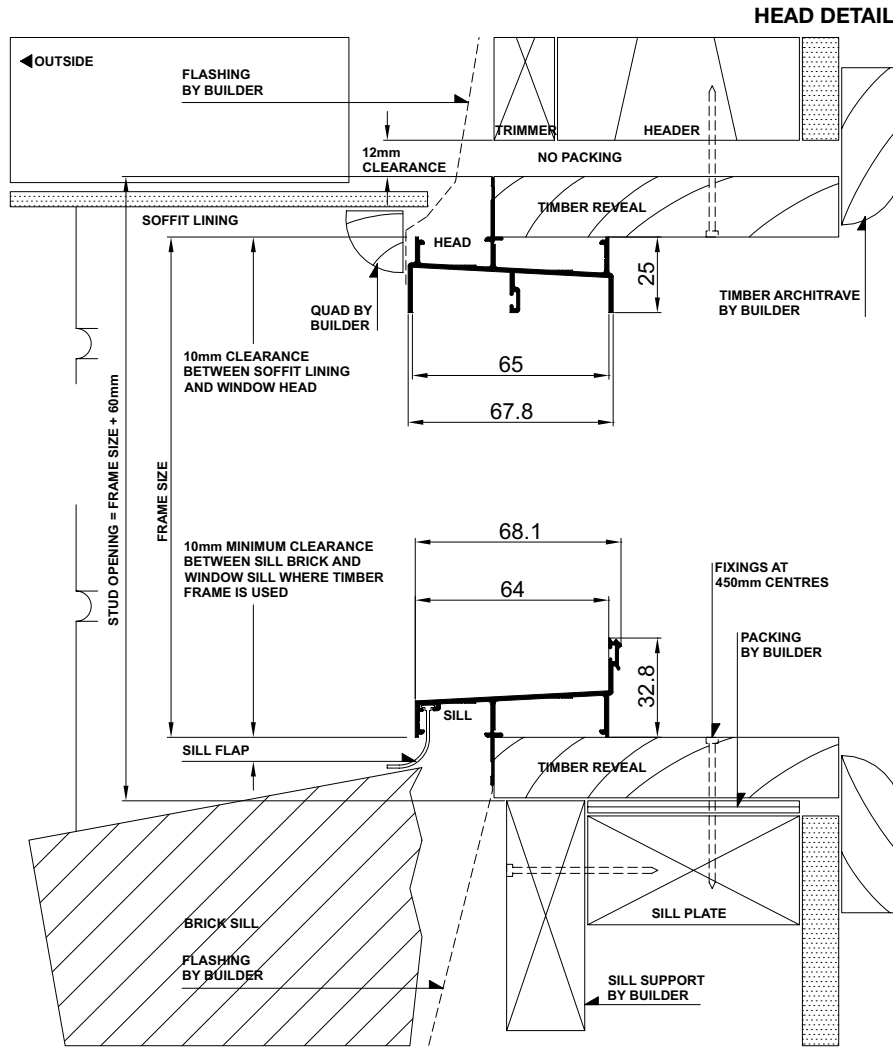 HEAD DETAIL
OUTSIDE
FLASHING
BY BUILDER
TRIMMER
HEADER
12mm
CLEARANCE
NO PACKING
TIMBER REVEAL
SOFFIT LINING
HEAD
25
QUAD BY
BUILDER
TIMBER ARCHITRAVE
BY BUILDER
10mm CLEARANCE
BETWEEN SOFFIT LINING
AND WINDOW HEAD
65
67.8
STUD OPENING = FRAME SIZE + 60mm
FRAME SIZE
68.1
10mm MINIMUM CLEARANCE
BETWEEN SILL BRICK AND
WINDOW SILL WHERE TIMBER
FRAME IS USED
64
FIXINGS AT
450mm CENTRES
PACKING
BY BUILDER
32.8
SILL
SILL FLAP
TIMBER REVEAL
BRICK SILL
SILL PLATE
FLASHING
BY BUILDER
SILL SUPPORT
BY BUILDER